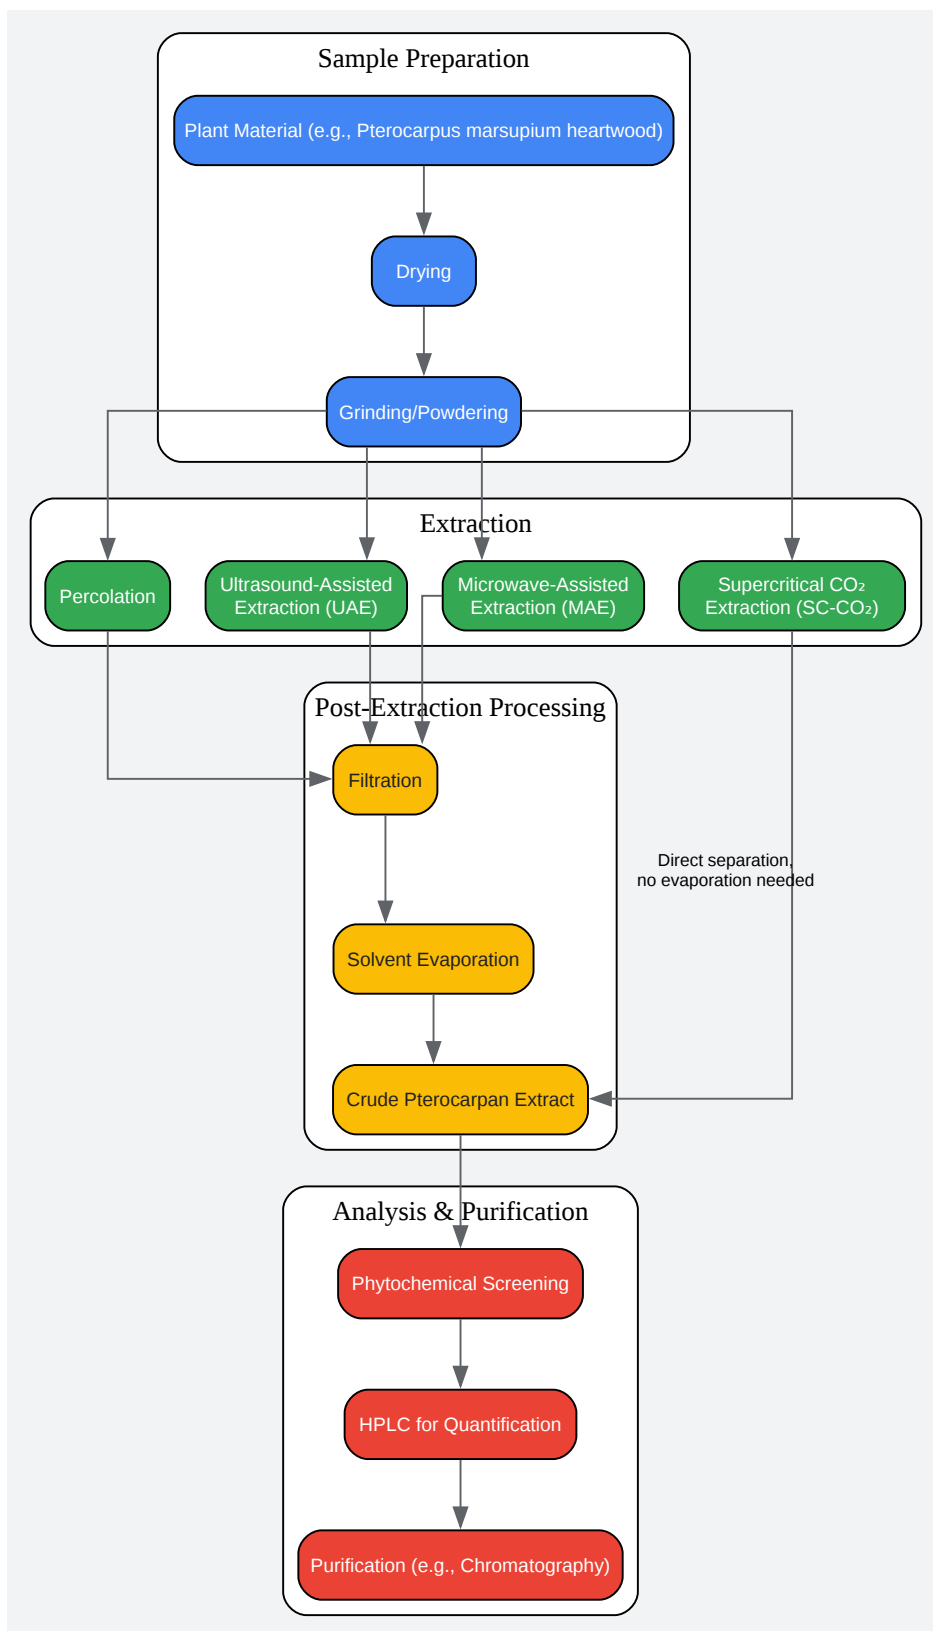 Sample Preparation
Plant Material (e.g., Pterocarpus marsupium heartwood)
Drying
Grinding/Powdering
Extraction
Percolation
Ultrasound-Assisted
Extraction (UAE)
Microwave-Assisted
Extraction (MAE)
Supercritical CO₂
Extraction (SC-CO₂)
Post-Extraction Processing
Filtration
Direct separation,
no evaporation needed
Solvent Evaporation
Crude Pterocarpan Extract
Analysis & Purification
Phytochemical Screening
HPLC for Quantification
Purification (e.g., Chromatography)